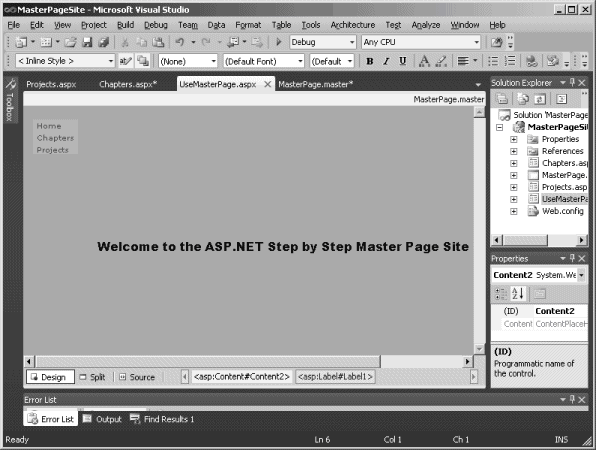 MasterPageSite - Microsoft Visual Studio
File Edit View Project Build Debug Team Data Format Table Tools Architecture Test Analyze Window Help
Debug Any CPU
< Inline Style > (None) (Default Font) (Default B I U A
Projects.aspx Chapters.aspx* UseMasterPage.aspx MasterPage.master*
Toolbox
MasterPage.master
Home
Chapters
Projects
Welcome to the ASP.NET Step by Step Master Page Site
Design Split Source <asp:Content#Content2> <asp:Label#Label1>
Solution Explorer
Solution 'MasterPage
MasterPageSit
Properties
References
Chapters.asp
MasterPage.
Projects.asp
UseMasterPa
Web.config
Properties
Content2 System.We
A Z
(ID) Content2
Content ContentPlaceH
(ID)
Programmatic name of
the control.
Error List
Error List Output Find Results 1
Ready Ln 6 Col 1 Ch 1 INS